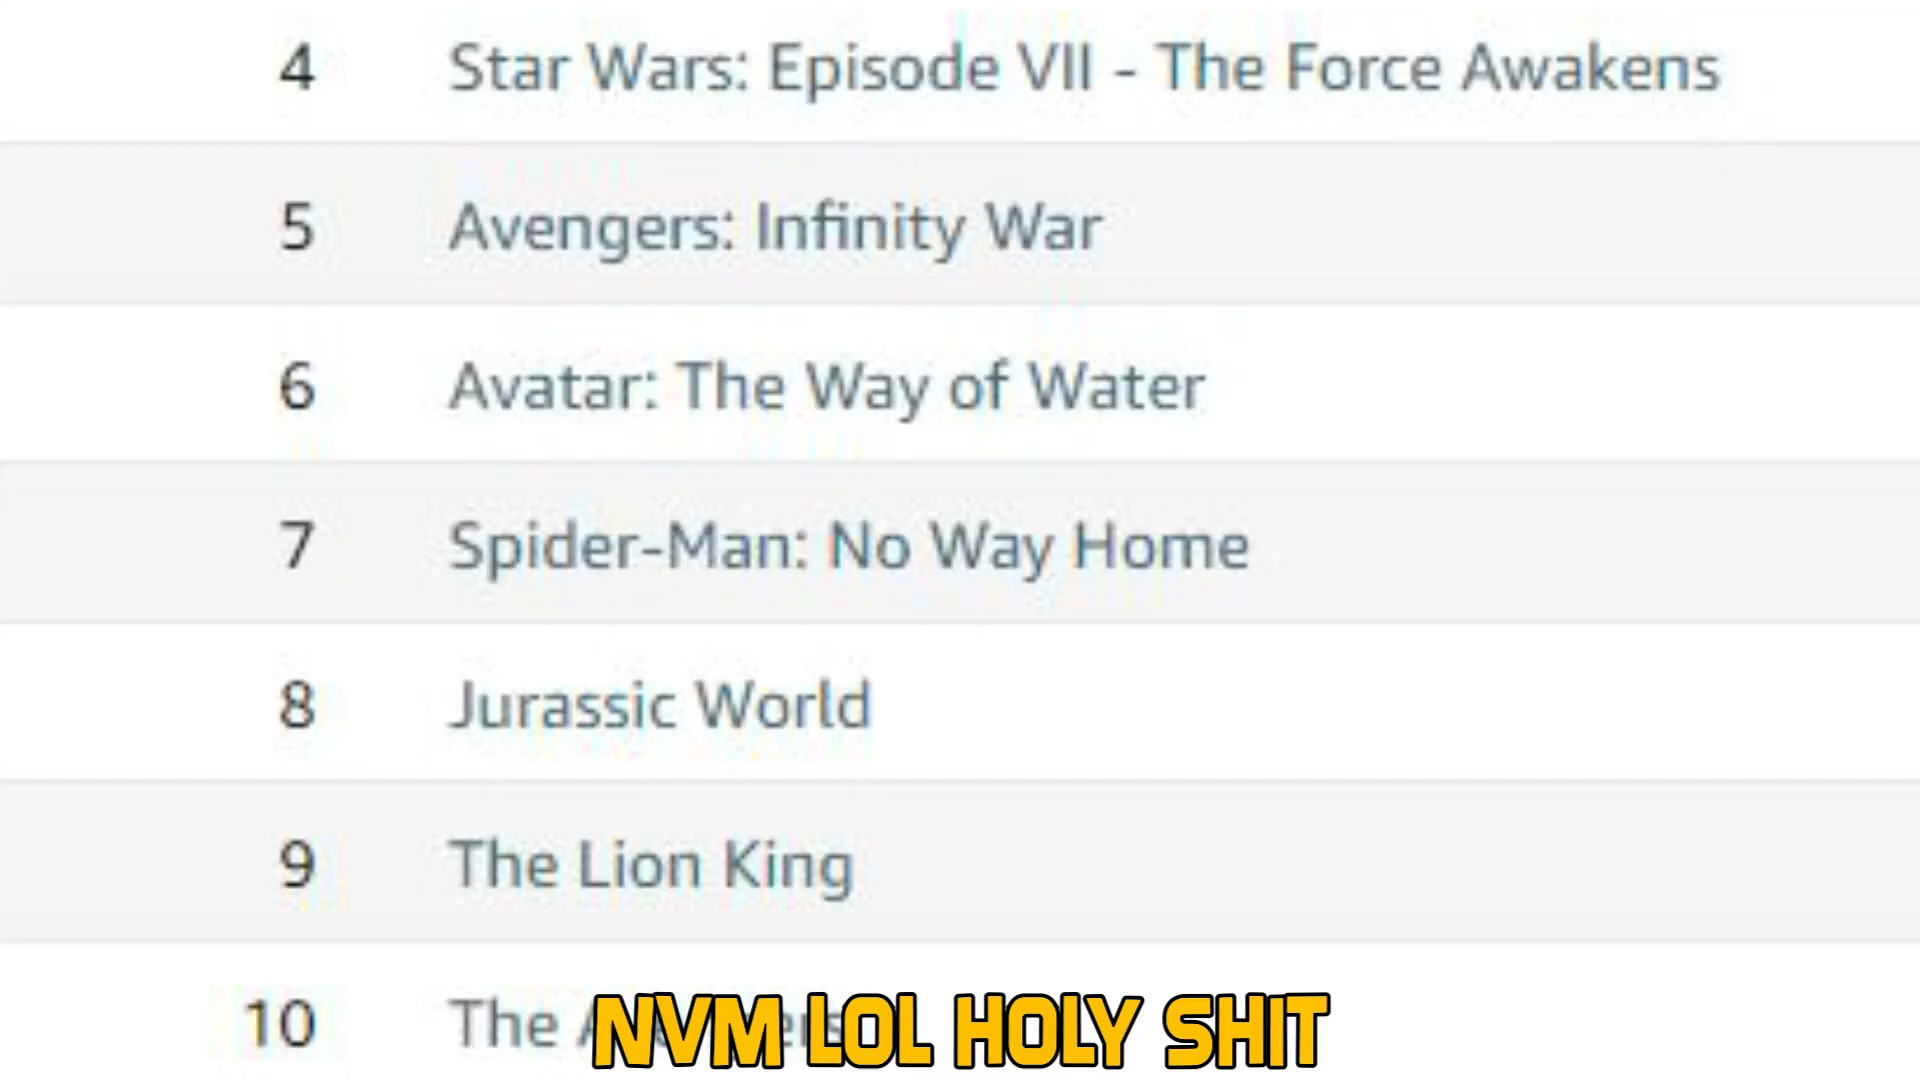 4 Star Wars: Episode VII - The Force Awakens
5 Avengers: Infinity War
6 Avatar: The Way of Water
7 Spider-Man: No Way Home
8 Jurassic World
9 The Lion King
10 The
NVM LOL HOLY SHIT